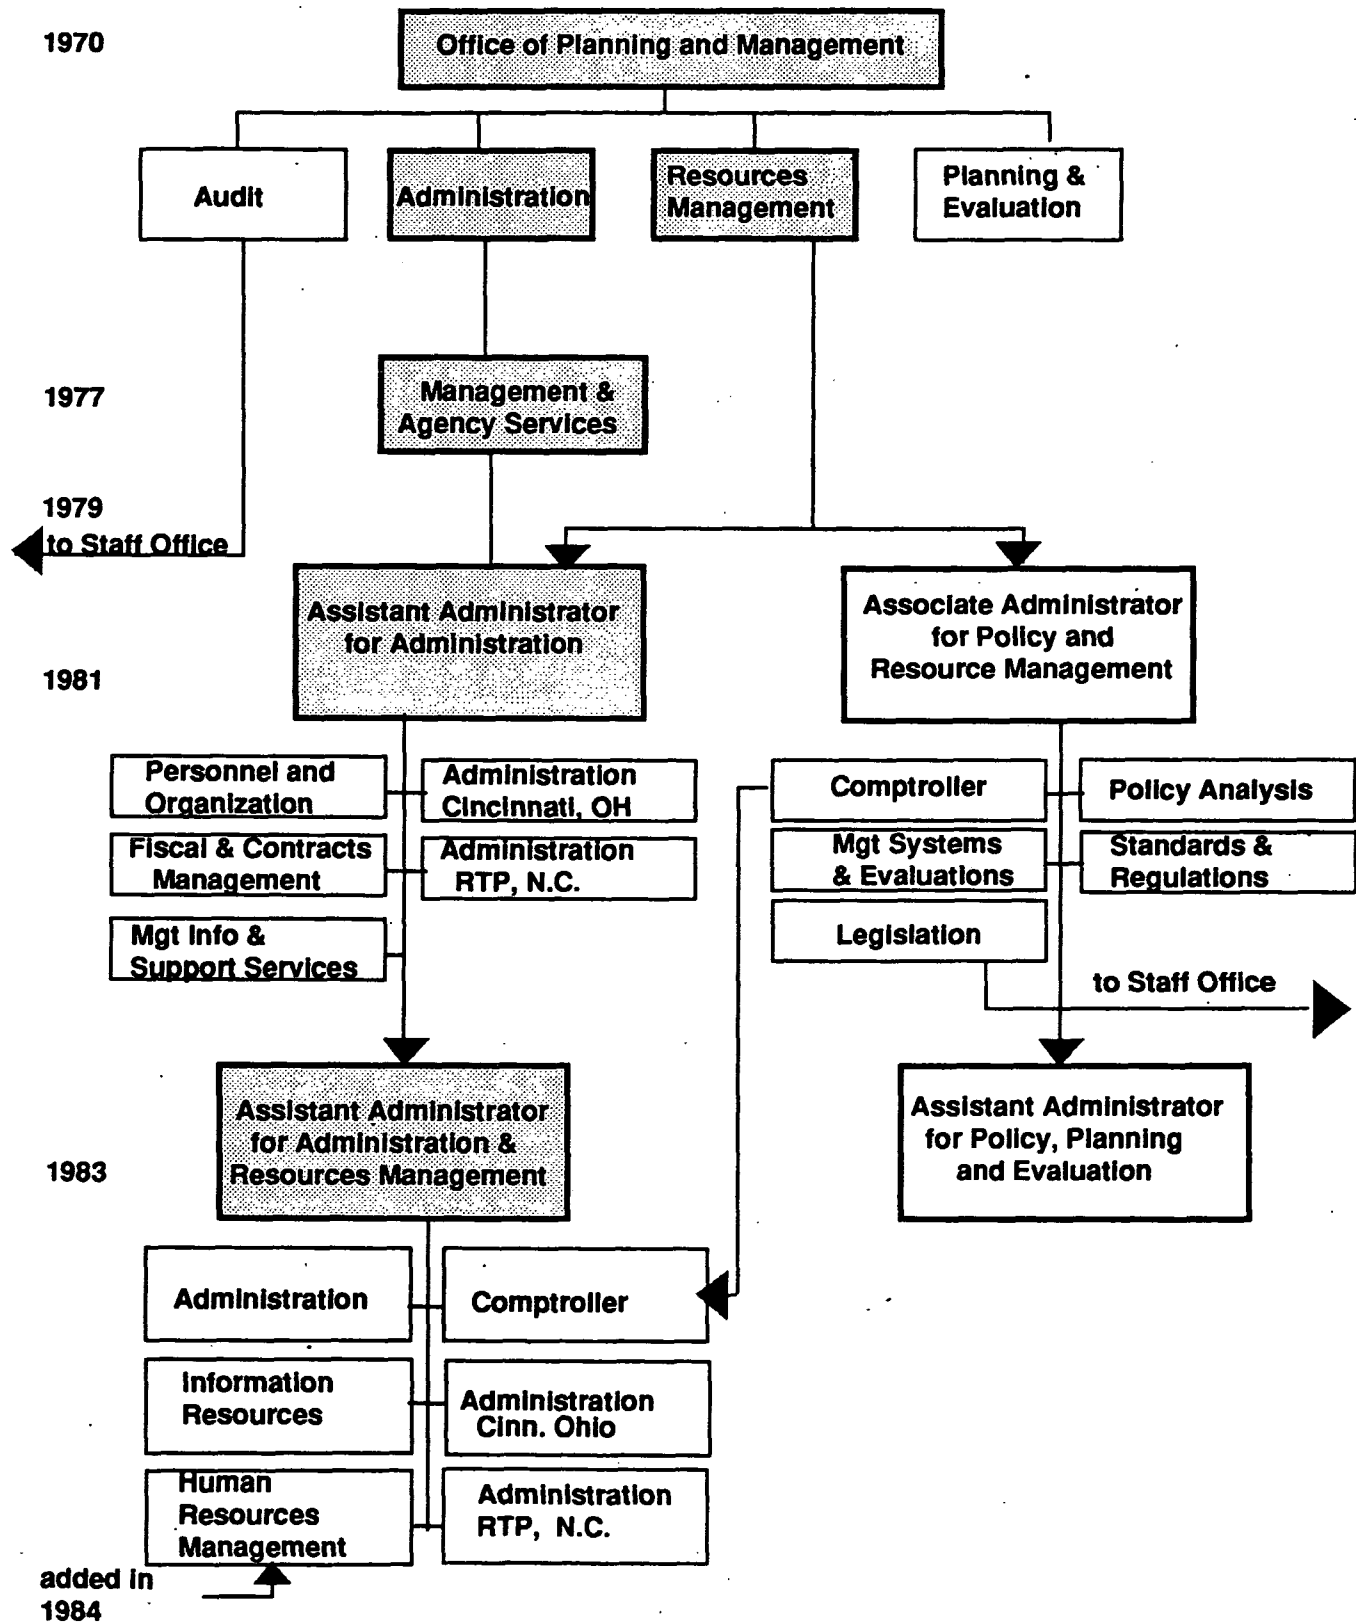 1970
Office of Planning and Management
Audit
Administration
Resources
Management
Planning &
Evaluation
1977
Management &
Agency Services
1979
to Staff Office
Assistant Administrator
for Administration
Associate Administrator
for Policy and
Resource Management
1981
Personnel and
Organization
Administration
Cincinnati, OH
Fiscal & Contracts
Management
Administration
RTP, N.C.
Mgt Info &
Support Services
Comptroller
Policy Analysis
Mgt Systems
& Evaluations
Standards &
Regulations
Legislation
to Staff Office
1983
Assistant Administrator
for Administration &
Resources Management
Assistant Administrator
for Policy, Planning
and Evaluation
Administration
Comptroller
Information
Resources
Administration
Cinn. Ohio
Human
Resources
Management
Administration
RTP, N.C.
added in
1984